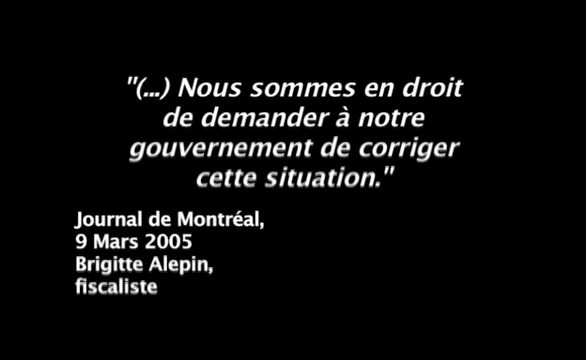 "(...) Nous sommes en droit
de demander à notre
gouvernement de corriger
cette situation."
Journal de Montréal,
9 Mars 2005
Brigitte Alepin,
fiscaliste